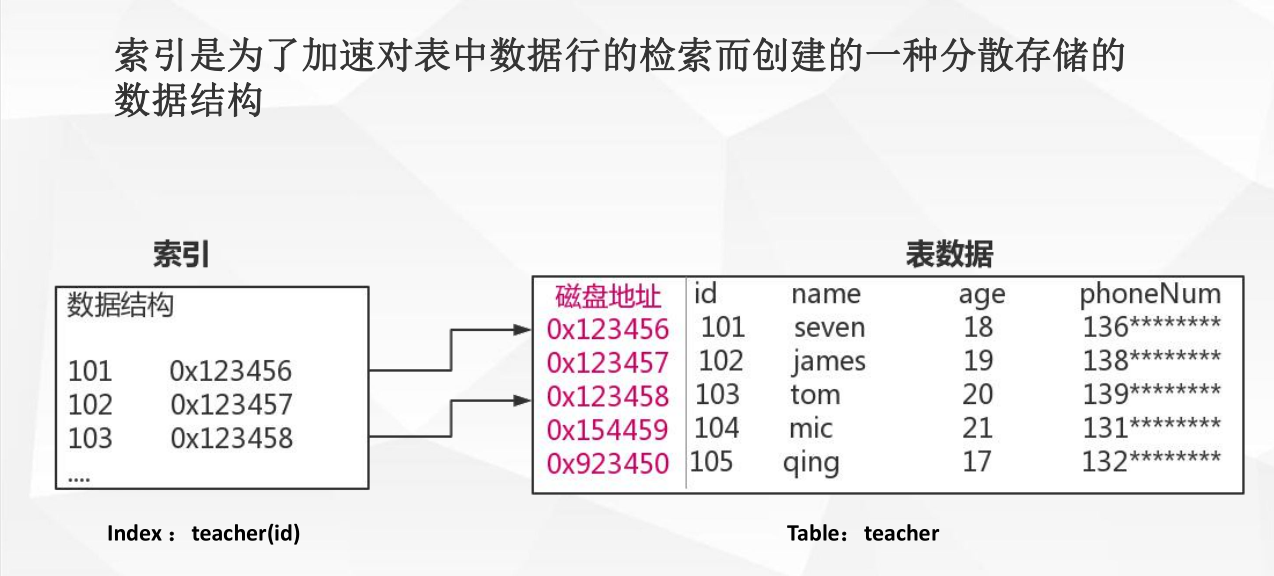 索引是为了加速对表中数据行的检索而创建的一种分散存储的
数据结构
索引
数据结构
101 0x123456
102 0x123457
103 0x123458
....
Index： teacher(id)
表数据
磁盘地址 id name age phoneNum
0x123456 101 seven 18 136********
0x123457 102 james 19 138********
0x123458 103 tom 20 139********
0x154459 104 mic 21 131********
0x923450 105 qing 17 132********
Table： teacher